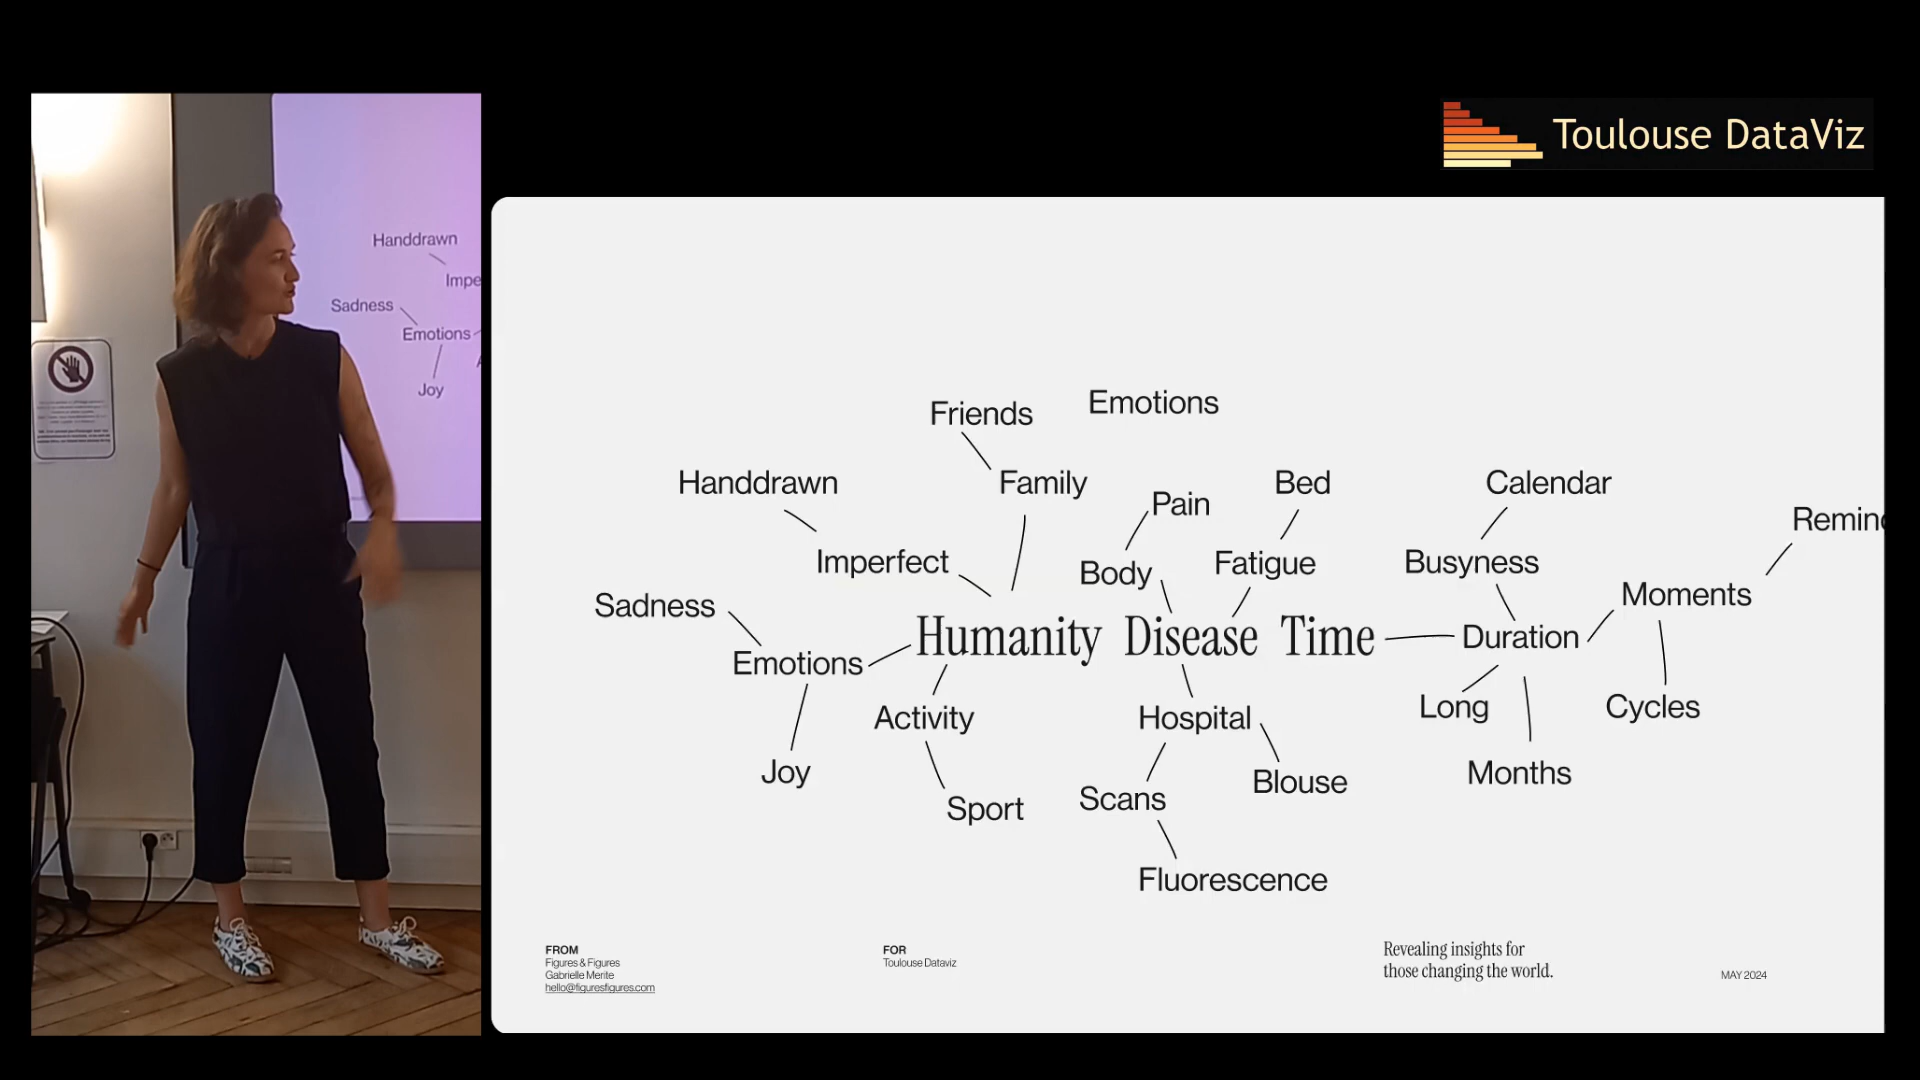 Toulouse DataViz
Handdrawn
Impe
Sadness
Emotions
Joy
Friends
Emotions
Handdrawn
Family
Pain
Bed
Calendar
Remind
Imperfect
Body
Fatigue
Busyness
Sadness
Moments
Humanity Disease Time
Duration
Emotions
Activity
Hospital
Long
Cycles
Joy
Blouse
Months
Sport
Scans
Fluorescence
FROM
Figures & Figures
Gabrielle Merite
hello@figuresfigures.com
FOR
Toulouse Dataviz
Revealing insights for
those changing the world.
MAY 2024